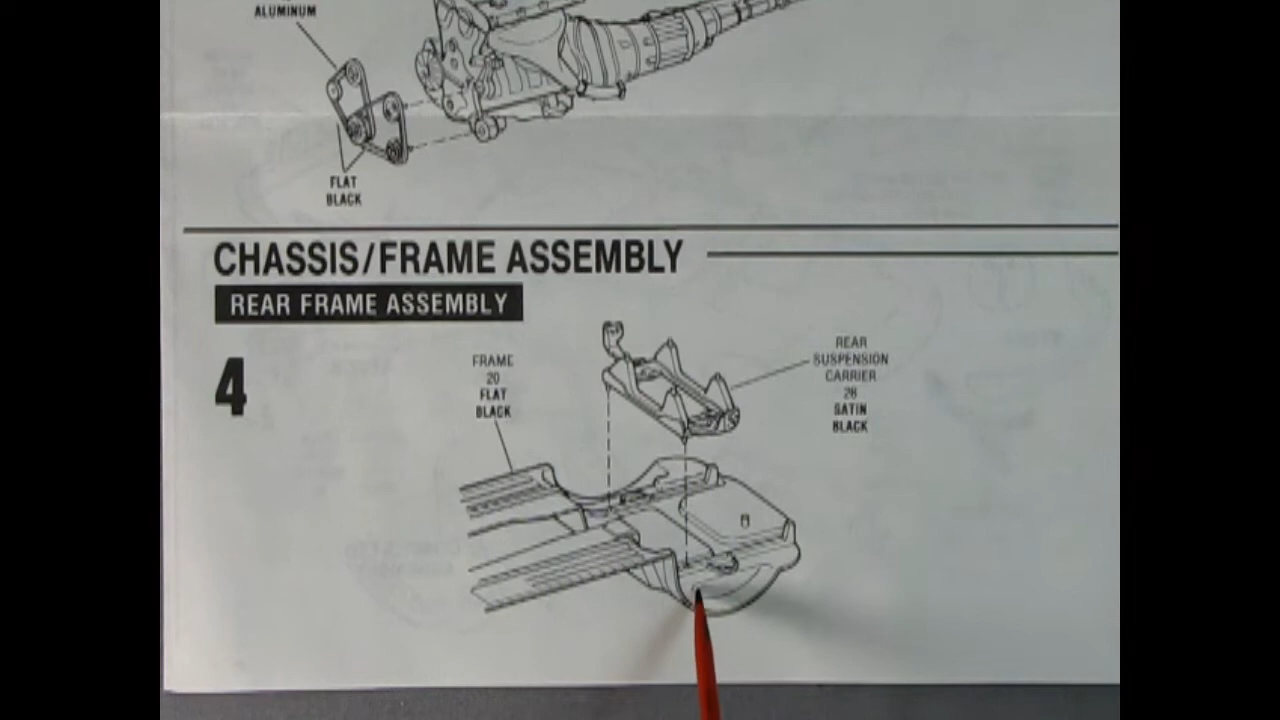 ALUMINUM
FLAT
BLACK
CHASSIS/FRAME ASSEMBLY
REAR FRAME ASSEMBLY
4
FRAME
20
FLAT
BLACK
REAR
SUSPENSION
CARRIER
28
SATIN
BLACK